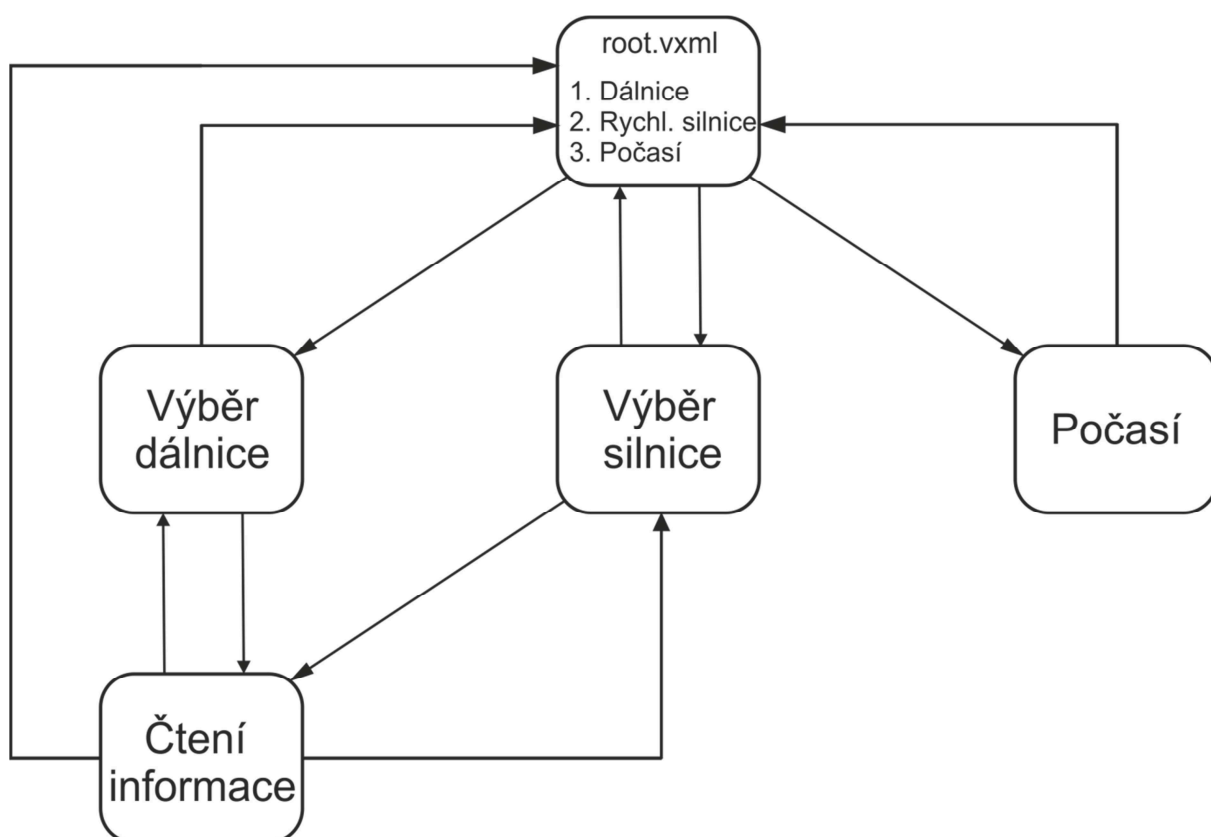 root.vxml
1. Dálnice
2. Rychl. silnice
3. Počasí
Výběr
dálnice
Výběr
silnice
Počasí
Čtení
informace